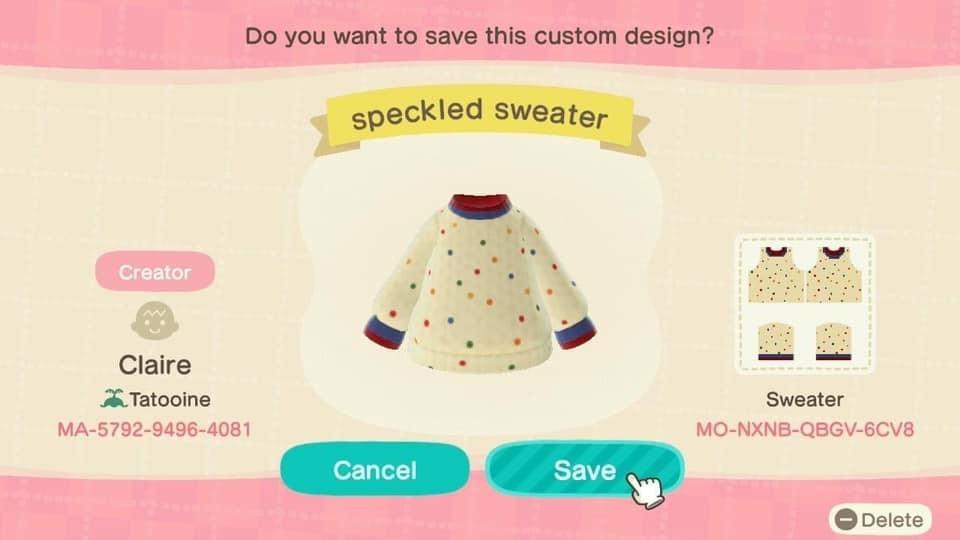 Do you want to save this custom design?
speckled sweater
Creator
Claire
Tatooine
MA-5792-9496-4081
Sweater
MO-NXNB-QBGV-6CV8
Cancel
Save
Delete